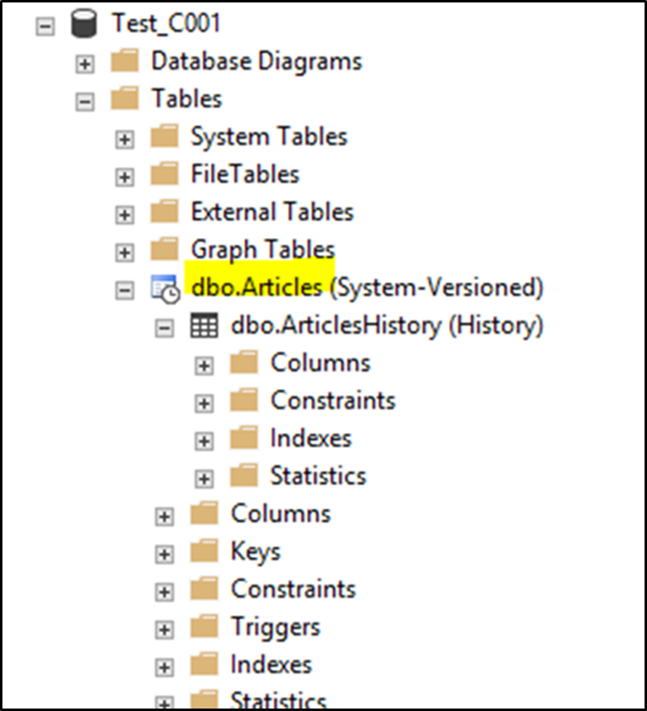 Test_C001
Database Diagrams
Tables
System Tables
FileTables
External Tables
Graph Tables
dbo.Articles (System-Versioned)
dbo.ArticlesHistory (History)
Columns
Constraints
Indexes
Statistics
Columns
Keys
Constraints
Triggers
Indexes
Statistics